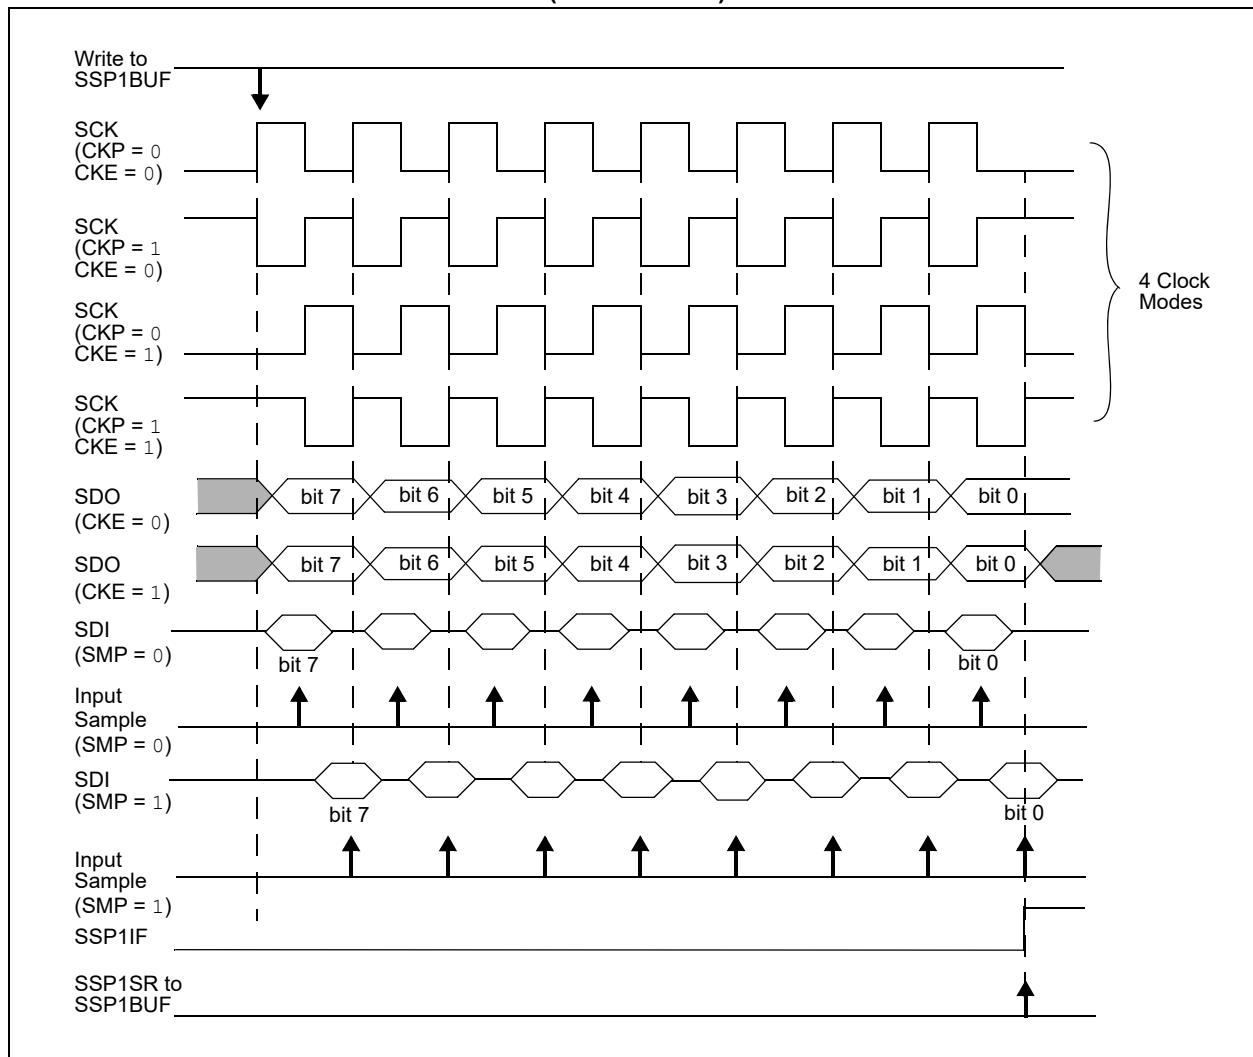 Write to
SSP1BUF
SCK
(CKP = 0
CKE = 0)
SCK
(CKP = 1
CKE = 0)
SCK
(CKP = 0
CKE = 1)
SCK
(CKP = 1
CKE = 1)
4 Clock
Modes
SDO
(CKE = 0)
bit 7 bit 6 bit 5 bit 4 bit 3 bit 2 bit 1 bit 0
SDO
(CKE = 1)
bit 7 bit 6 bit 5 bit 4 bit 3 bit 2 bit 1 bit 0
SDI
(SMP = 0)
bit 7 bit 0
Input
Sample
(SMP = 0)
SDI
(SMP = 1)
bit 7 bit 0
Input
Sample
(SMP = 1)
SSP1IF
SSP1SR to
SSP1BUF